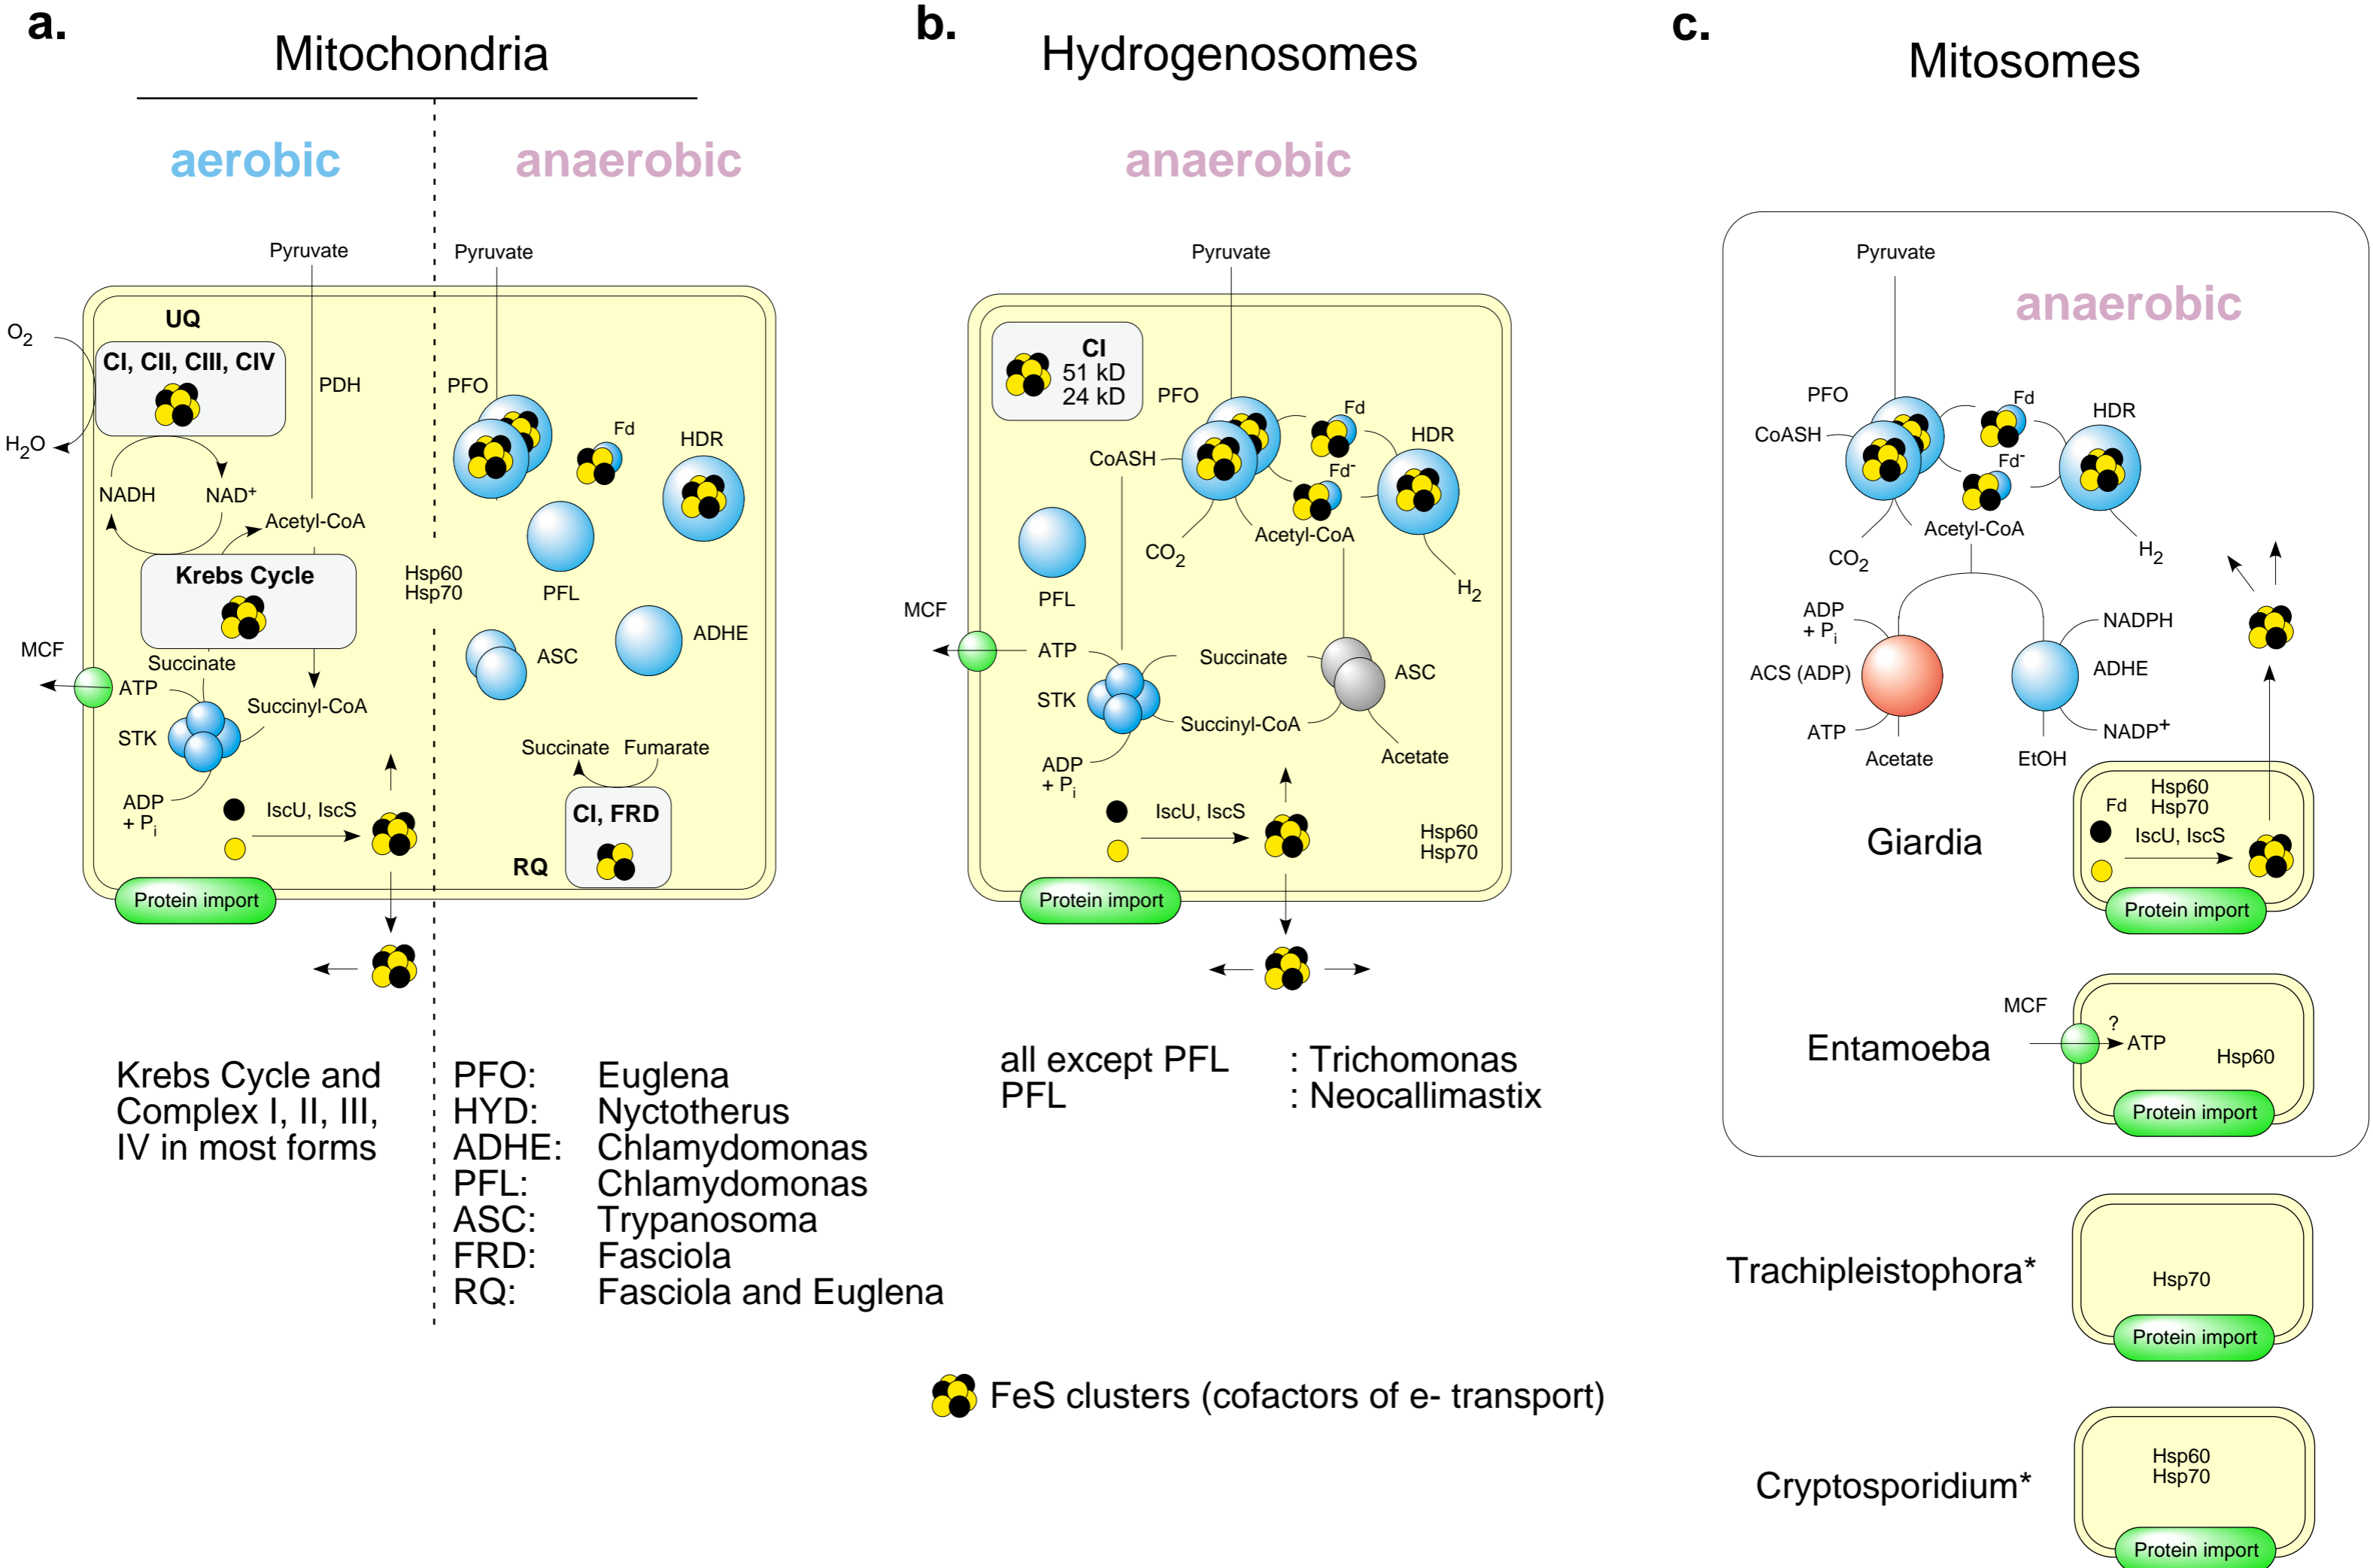 a.
Mitochondria
aerobic
anaerobic
Pyruvate
Pyruvate
UQ
O2
CI, CII, CIII, CIV
H2O
PDH
PFO
Fd
HDR
NADH
NAD+
Acetyl-CoA
Krebs Cycle
Hsp60
Hsp70
PFL
MCF
Succinate
ATP
ASC
ADHE
Succinyl-CoA
STK
Succinate
Fumarate
ADP
+ Pi
IscU, IscS
CI, FRD
RQ
Protein import
Krebs Cycle and
Complex I, II, III,
IV in most forms
PFO: Euglena
HYD: Nyctotherus
ADHE: Chlamydomonas
PFL: Chlamydomonas
ASC: Trypanosoma
FRD: Fasciola
RQ: Fasciola and Euglena
b.
Hydrogenosomes
anaerobic
Pyruvate
CI
51 kD
24 kD
PFO
Fd
HDR
CoASH
Fd-
Acetyl-CoA
CO2
H2
PFL
MCF
ATP
Succinate
ASC
STK
Succinyl-CoA
Acetate
ADP
+ Pi
IscU, IscS
Hsp60
Hsp70
Protein import
all except PFL : Trichomonas
PFL : Neocallimastix
FeS clusters (cofactors of e- transport)
c.
Mitosomes
Pyruvate
anaerobic
PFO
Fd
HDR
CoASH
Fd-
Acetyl-CoA
CO2
H2
ADP
+ Pi
NADPH
ACS (ADP)
ADHE
ATP
NADP+
Acetate
EtOH
Giardia
Hsp60
Hsp70
Fd
IscU, IscS
Protein import
Entamoeba
MCF
?
ATP
Hsp60
Protein import
Trachipleistophora*
Hsp70
Protein import
Cryptosporidium*
Hsp60
Hsp70
Protein import